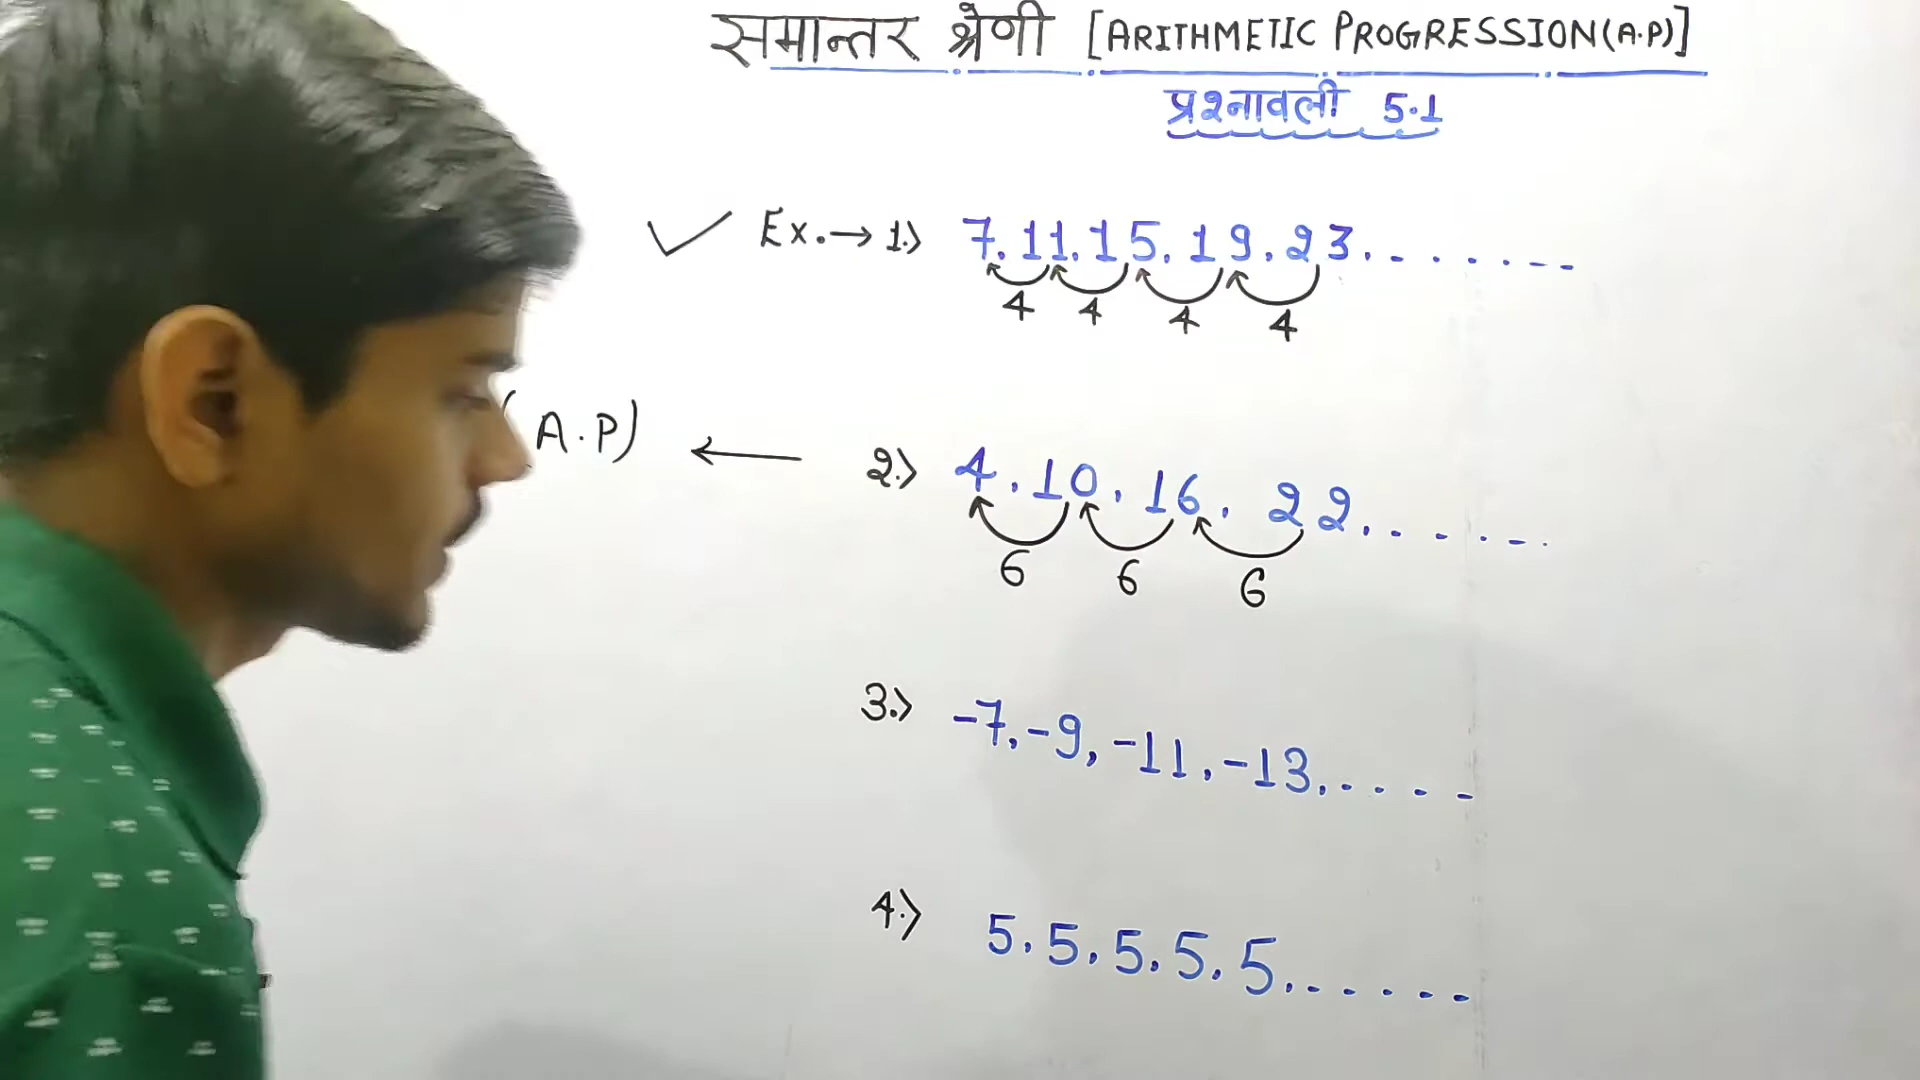 समान्तर श्रेणी [ARITHMETIC PROGRESSION(A.P)]
प्रश्नावली 5.1
✓ Ex.→ 1.) 7, 11, 15, 19, 23, .......
4 4 4 4
(A.P) ← 2.) 4, 10, 16, 22, ......
6 6 6
3.) -7, -9, -11, -13, .....
4.) 5, 5, 5, 5, 5, ......